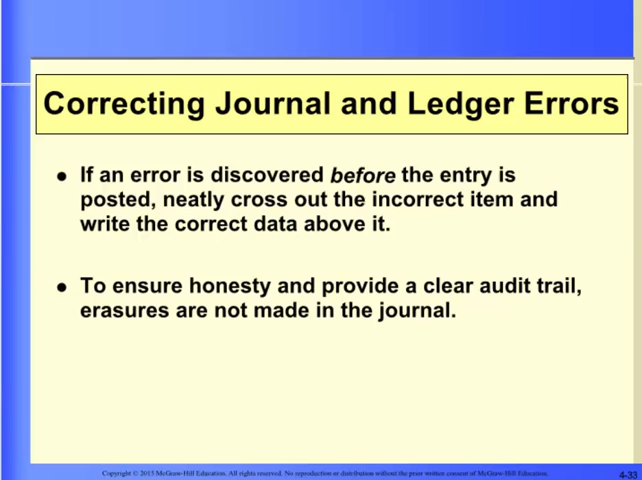 Correcting Journal and Ledger Errors
● If an error is discovered before the entry is
posted, neatly cross out the incorrect item and
write the correct data above it.
● To ensure honesty and provide a clear audit trail,
erasures are not made in the journal.
Copyright © 2015 McGraw-Hill Education. All rights reserved. No reproduction or distribution without the prior written consent of McGraw-Hill Education.
4-33